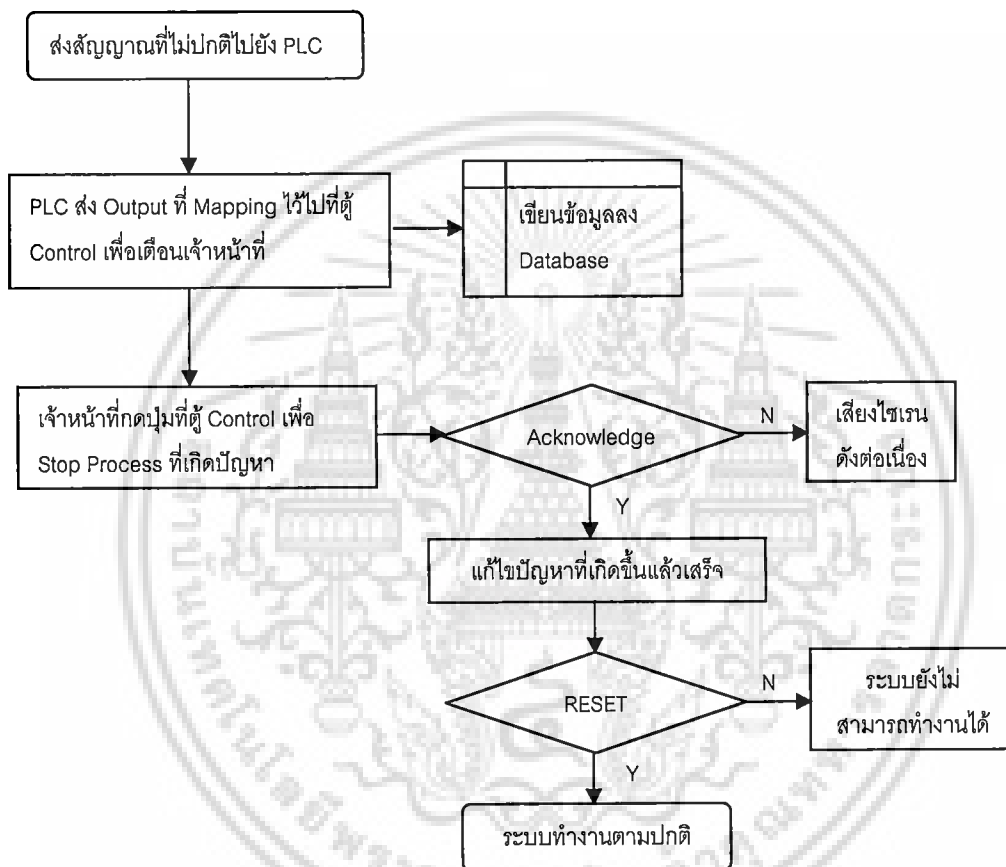 ส่งสัญญาณที่ไม่ปกติไปยัง PLC
PLC ส่ง Output ที่ Mapping ไว้ไปที่ตู้
Control เพื่อเตือนเจ้าหน้าที่
เขียนข้อมูลลง
Database
เจ้าหน้าที่กดปุ่มที่ตู้ Control เพื่อ
Stop Process ที่เกิดปัญหา
Acknowledge
N
เสียงไซเรน
ดังต่อเนื่อง
Y
แก้ไขปัญหาที่เกิดขึ้นแล้วเสร็จ
RESET
N
ระบบยังไม่
สามารถทำงานได้
Y
ระบบทำงานตามปกติ